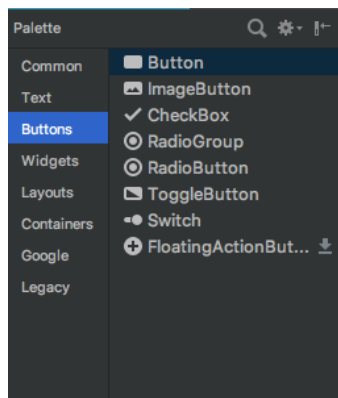 Palette
Common
Text
Buttons
Widgets
Layouts
Containers
Google
Legacy
Button
ImageButton
CheckBox
RadioGroup
RadioButton
ToggleButton
Switch
FloatingActionBut...